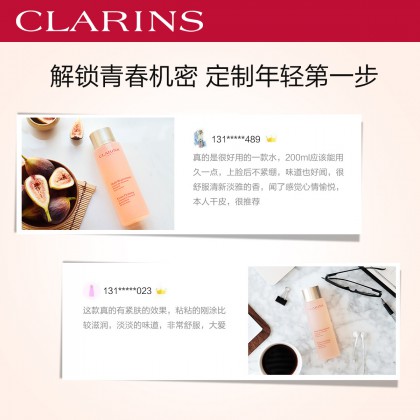 CLARINS
解锁青春机密 定制年轻第一步
131*****489
真的是很好用的一款水，200ml应该能用
久一点，上脸后不紧绷，味道也好闻，很
舒服清新淡雅的香，闻了感觉心情愉悦，
本人干皮，很推荐
CLARINS
131*****023
这款真的有紧肤的效果，粘粘的刚涂比
较滋润，淡淡的味道，非常舒服，大爱
CLARINS